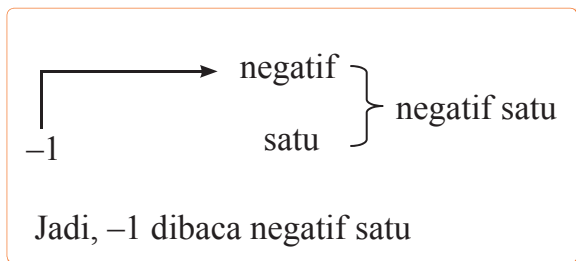 negatif
negatif satu
–1
satu
Jadi, –1 dibaca negatif satu